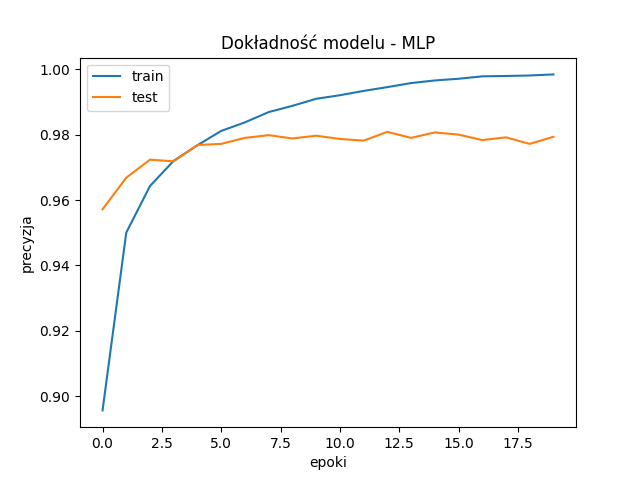 Dokładność modelu - MLP
train
test
precyzja
1.00
0.98
0.96
0.94
0.92
0.90
0.0 2.5 5.0 7.5 10.0 12.5 15.0 17.5
epoki